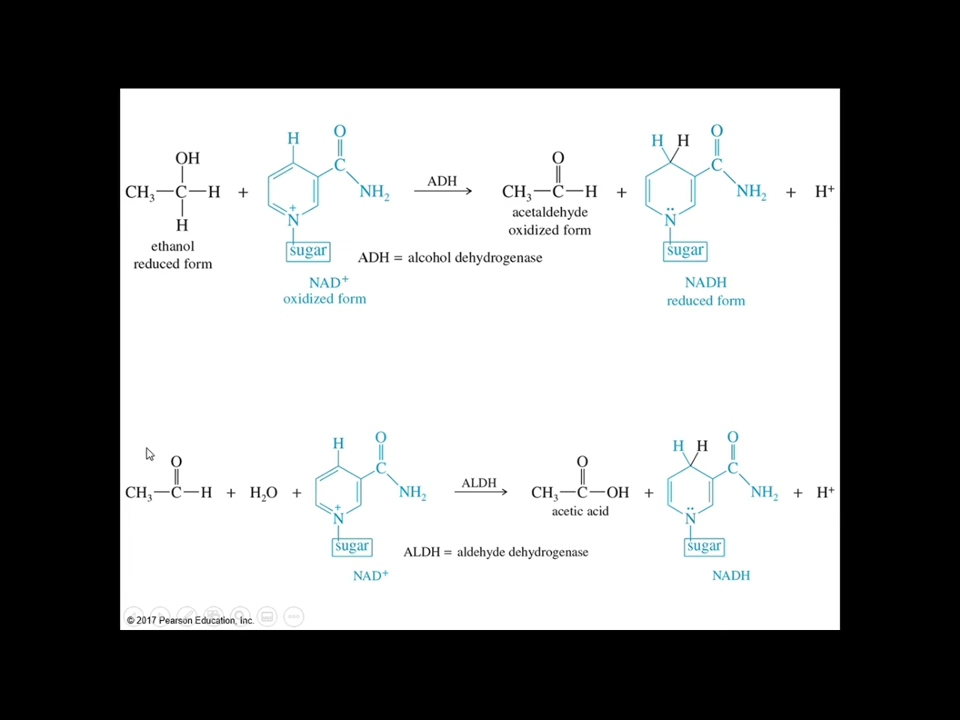 H O
OH C O H H O
CH₃—C—H + NH₂ ADH CH₃—C—H + C NH₂ + H⁺
H + N acetaldehyde N
ethanol sugar oxidized form sugar
reduced form ADH = alcohol dehydrogenase
NAD⁺ NADH
oxidized form reduced form
H O H H O
O C O C
CH₃—C—H + H₂O + NH₂ ALDH CH₃—C—OH + NH₂ + H⁺
+ N acetic acid N
sugar ALDH = aldehyde dehydrogenase sugar
NAD⁺ NADH
© 2017 Pearson Education, Inc.